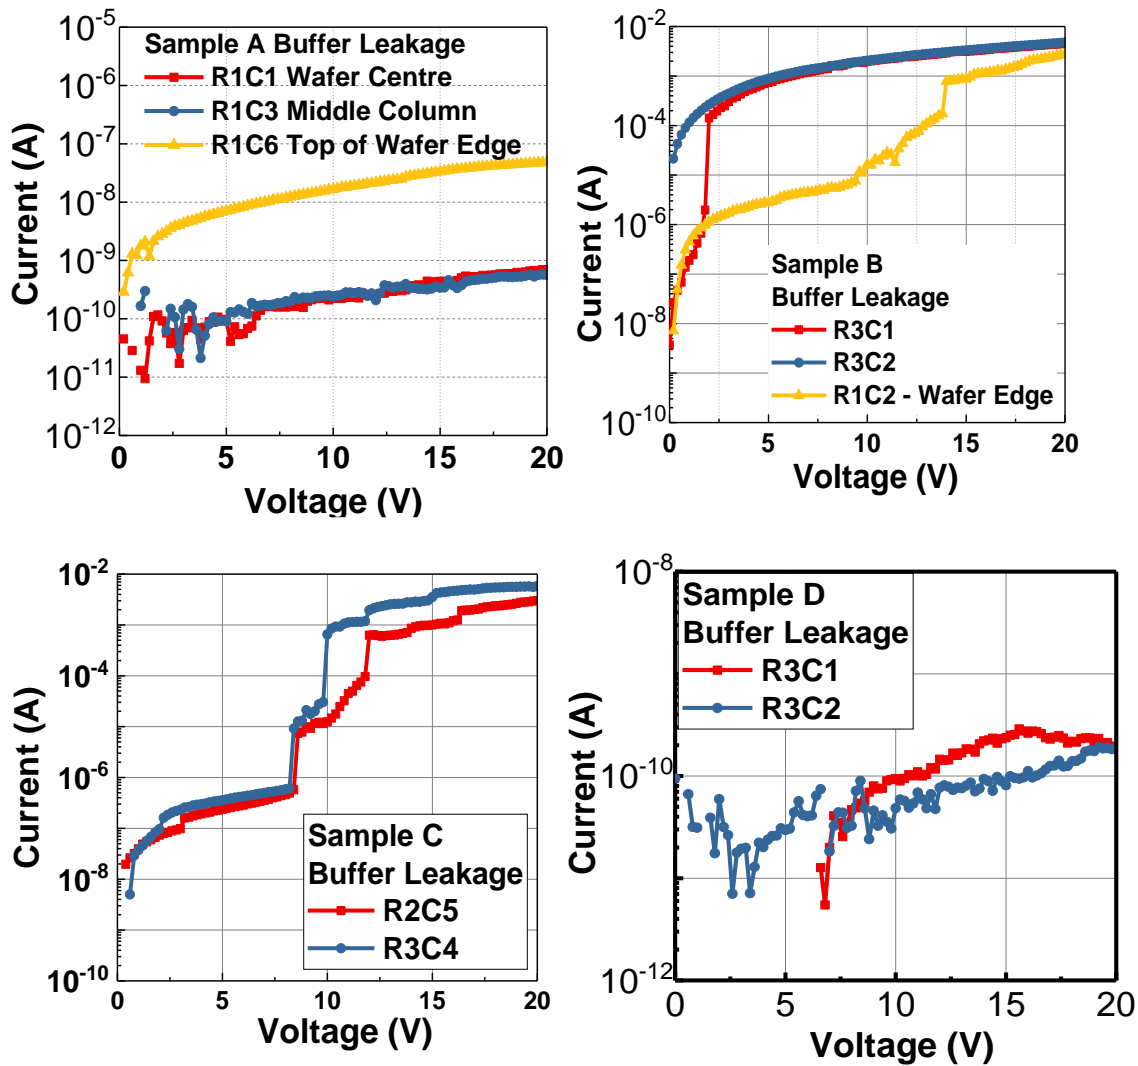 Sample A Buffer Leakage
R1C1 Wafer Centre
R1C3 Middle Column
R1C6 Top of Wafer Edge
10-5
10-6
10-7
10-8
10-9
10-10
10-11
10-12
Current (A)
0 5 10 15 20
Voltage (V)
10-2
10-4
10-6
10-8
10-10
Current (A)
Sample B
Buffer Leakage
R3C1
R3C2
R1C2 - Wafer Edge
0 5 10 15 20
Voltage (V)
10-2
10-4
10-6
10-8
10-10
Current (A)
Sample C
Buffer Leakage
R2C5
R3C4
0 5 10 15 20
Voltage (V)
10-8
10-10
10-12
Current (A)
Sample D
Buffer Leakage
R3C1
R3C2
0 5 10 15 20
Voltage (V)